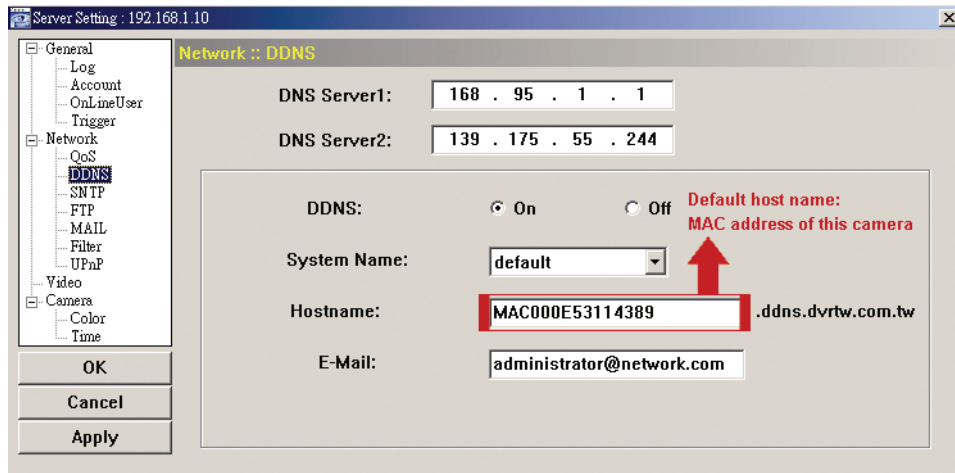 Server Setting : 192.168.1.10
General
Log
Account
OnLineUser
Trigger
Network
QoS
DDNS
SNTP
FTP
MAIL
Filter
UPnP
Video
Camera
Color
Time
OK
Cancel
Apply
Network :: DDNS
DNS Server1: 168 . 95 . 1 . 1
DNS Server2: 139 . 175 . 55 . 244
DDNS: On Off
Default host name:
MAC address of this camera
System Name: default
Hostname: MAC000E53114389 .ddns.dvrtw.com.tw
E-Mail: administrator@network.com